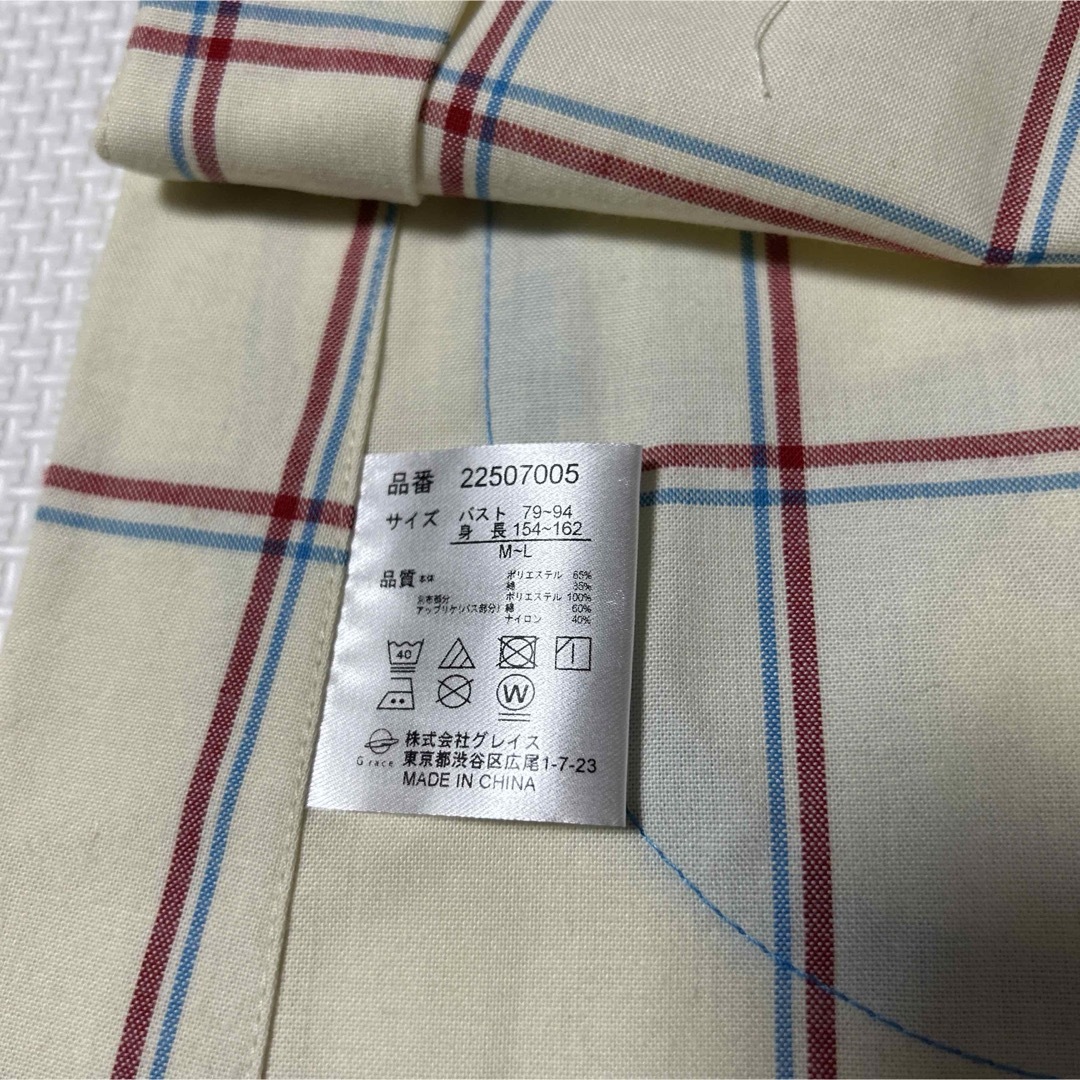 品番 22507005
サイズ バスト 79~94
身 長 154~162
M~L
品質 本体 ポリエステル 65%
綿 35%
別布部分 ポリエステル 100%
アップリケ(バス部分) 綿 60%
ナイロン 40%
40
W
Grace 株式会社グレイス
東京都渋谷区広尾1-7-23
MADE IN CHINA